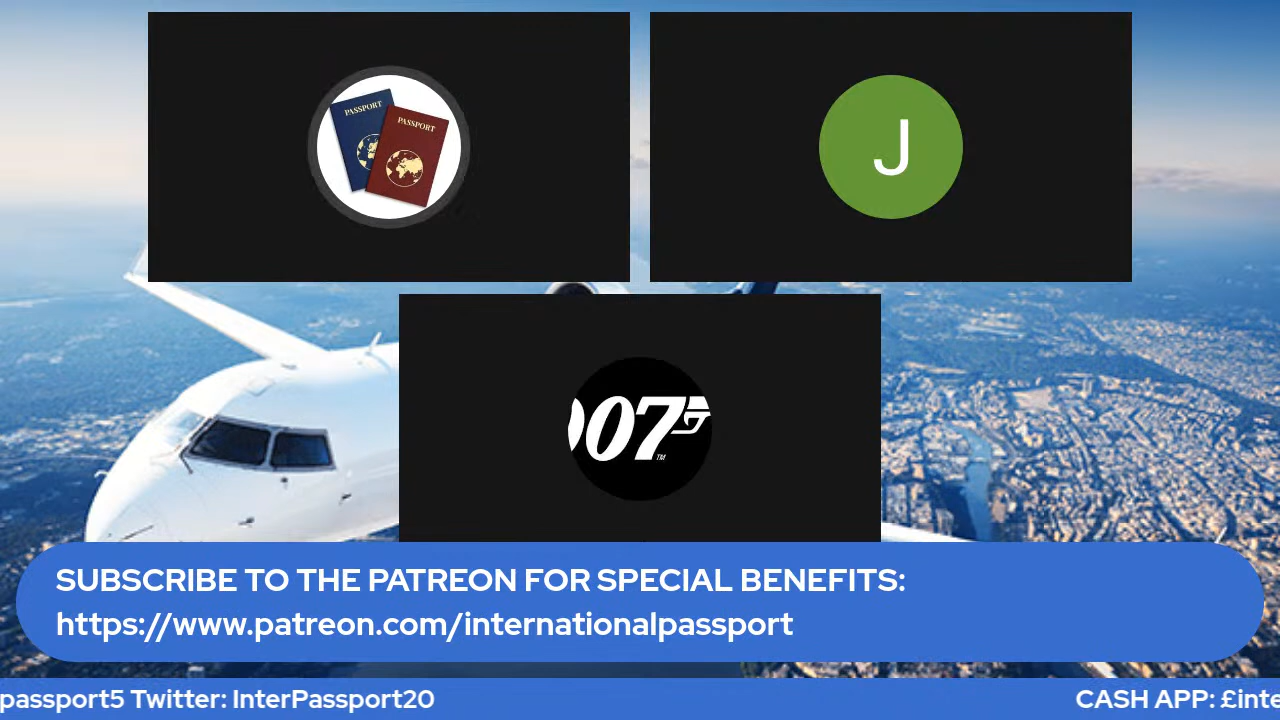 PASSPORT
PASSPORT
J
007
TM
SUBSCRIBE TO THE PATREON FOR SPECIAL BENEFITS:
https://www.patreon.com/internationalpassport
passport5 Twitter: InterPassport20
CASH APP: £inte